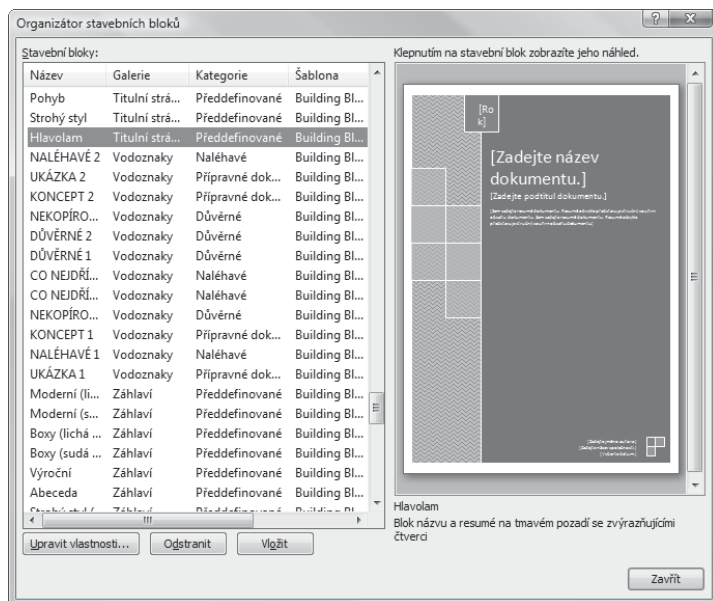 Organizátor stavebních bloků
Stavební bloky:
Klepnutím na stavební blok zobrazíte jeho náhled.
Název Galerie Kategorie Šablona
Pohyb Titulní strá... Předdefinované Building Bl...
Strohý styl Titulní strá... Předdefinované Building Bl...
Hlavolam Titulní strá... Předdefinované Building Bl...
NALÉHAVÉ 2 Vodoznaky Naléhavé Building Bl...
UKÁZKA 2 Vodoznaky Přípravné dok... Building Bl...
KONCEPT 2 Vodoznaky Přípravné dok... Building Bl...
NEKOPÍRO... Vodoznaky Důvěrné Building Bl...
DŮVĚRNÉ 2 Vodoznaky Důvěrné Building Bl...
DŮVĚRNÉ 1 Vodoznaky Důvěrné Building Bl...
CO NEJDŘÍ... Vodoznaky Naléhavé Building Bl...
CO NEJDŘÍ... Vodoznaky Naléhavé Building Bl...
NEKOPÍRO... Vodoznaky Důvěrné Building Bl...
KONCEPT 1 Vodoznaky Přípravné dok... Building Bl...
NALÉHAVÉ 1 Vodoznaky Naléhavé Building Bl...
UKÁZKA 1 Vodoznaky Přípravné dok... Building Bl...
Moderní (li... Záhlaví Předdefinované Building Bl...
Moderní (s... Záhlaví Předdefinované Building Bl...
Boxy (lichá ... Záhlaví Předdefinované Building Bl...
Boxy (sudá ... Záhlaví Předdefinované Building Bl...
Výroční Záhlaví Předdefinované Building Bl...
Abeceda Záhlaví Předdefinované Building Bl...
Upravit vlastnosti... Odstranit Vložit
[Ro
k]
[Zadejte název
dokumentu.]
[Zadejte podtitul dokumentu.]
[Zadejte jméno autora.]
[Zadejte název společnosti.]
[Vyberte datum.]
Hlavolam
Blok názvu a resumé na tmavém pozadí se zvýrazňujícími
čtverci
Zavřít